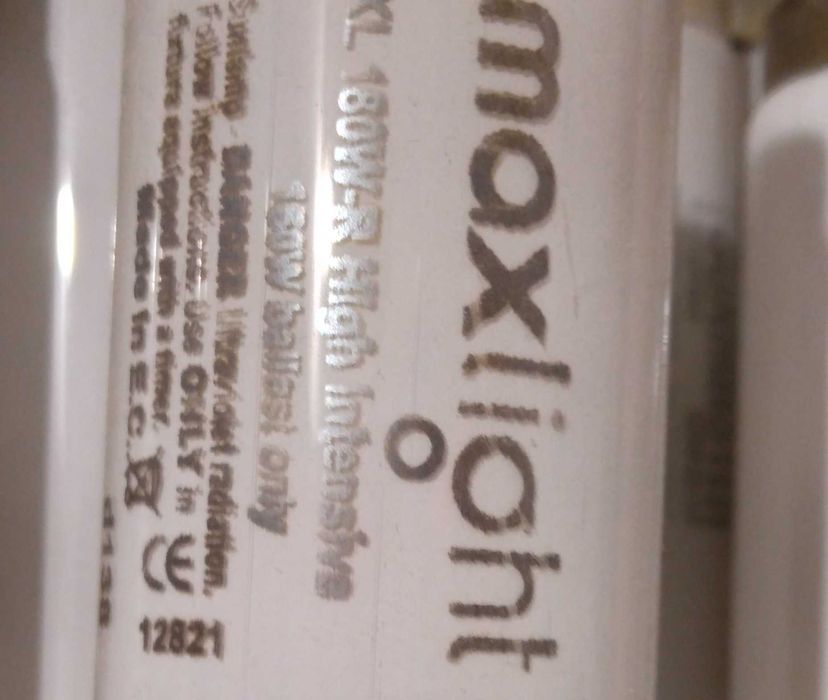 maxlight
XL 180W-R High Intensive
180W ballast only
Suntamp - DANGER Ultraviolet radiation.
Follow instructions. Use ONLY in
fixture equipped with a timer.
Made in E.C. CE 12821